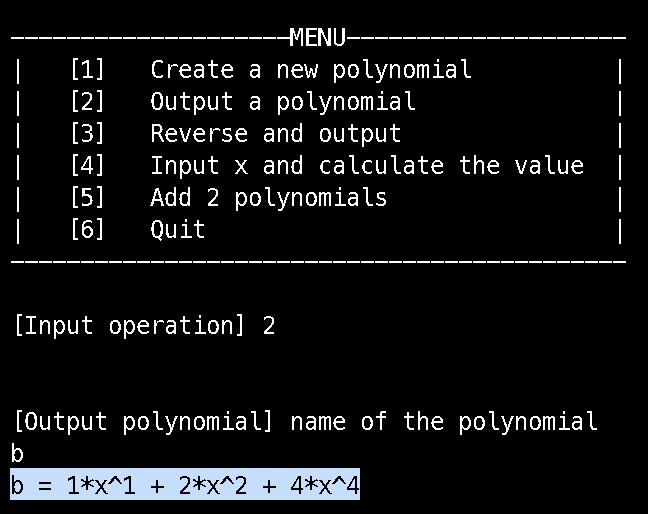 MENU
| [1] Create a new polynomial |
| [2] Output a polynomial |
| [3] Reverse and output |
| [4] Input x and calculate the value |
| [5] Add 2 polynomials |
| [6] Quit |
[Input operation] 2
[Output polynomial] name of the polynomial
b
b = 1*x^1 + 2*x^2 + 4*x^4